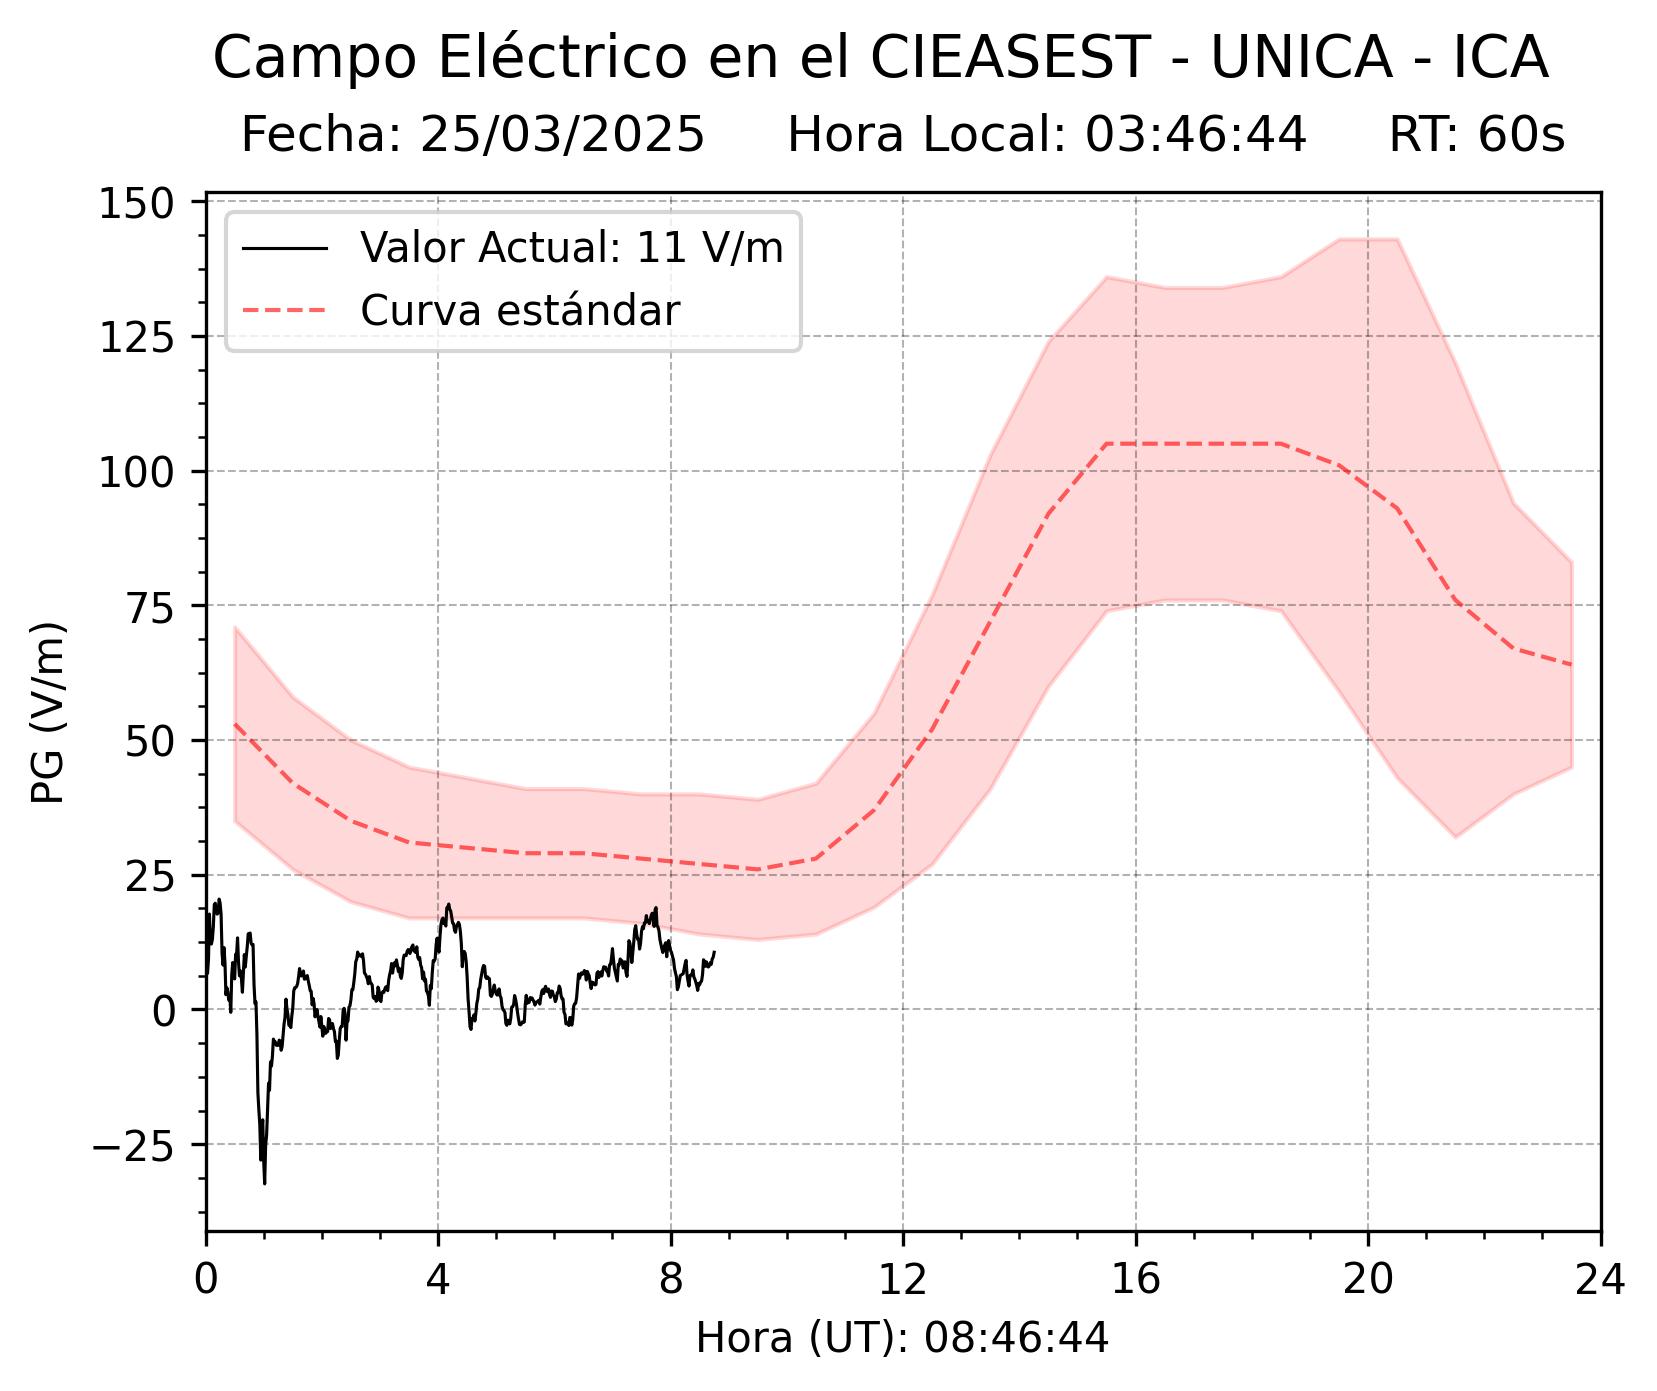 Campo Eléctrico en el CIEASEST - UNICA - ICA
Fecha: 25/03/2025 Hora Local: 03:46:44 RT: 60s
Valor Actual: 11 V/m
Curva estándar
150
125
100
75
50
25
0
−25
PG (V/m)
0 4 8 12 16 20 24
Hora (UT): 08:46:44